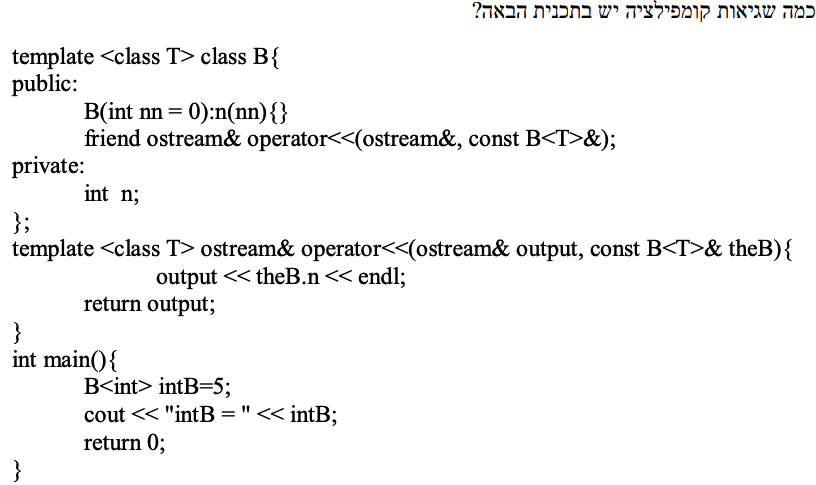 כמה שגיאות קומפילציה יש בתכנית הבאה?
template <class T> class B{
public:
B(int nn = 0):n(nn){}
friend ostream& operator<<(ostream&, const B<T>&);
private:
int n;
};
template <class T> ostream& operator<<(ostream& output, const B<T>& theB){
output << theB.n << endl;
return output;
}
int main(){
B<int> intB=5;
cout << "intB = " << intB;
return 0;
}